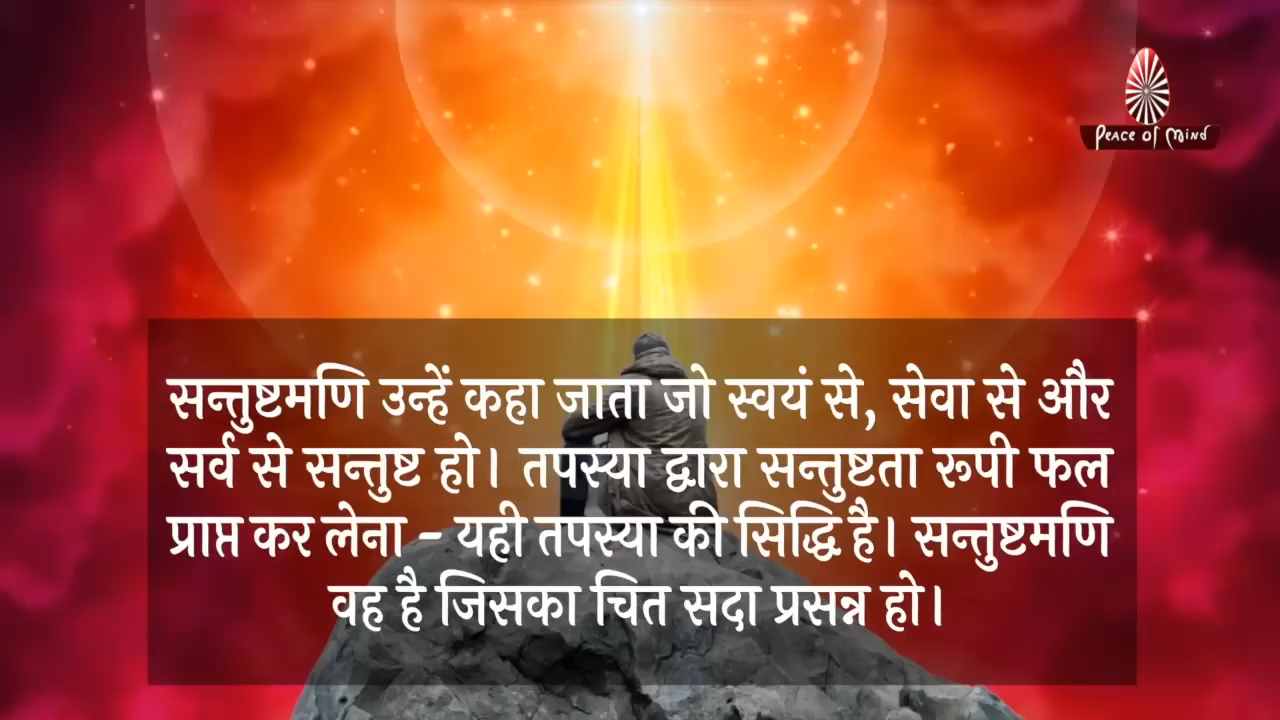 Peace of Mind
सन्तुष्टमणि उन्हें कहा जाता जो स्वयं से, सेवा से और
सर्व से सन्तुष्ट हो। तपस्या द्वारा सन्तुष्टता रूपी फल
प्राप्त कर लेना - यही तपस्या की सिद्धि है। सन्तुष्टमणि
वह है जिसका चित सदा प्रसन्न हो।